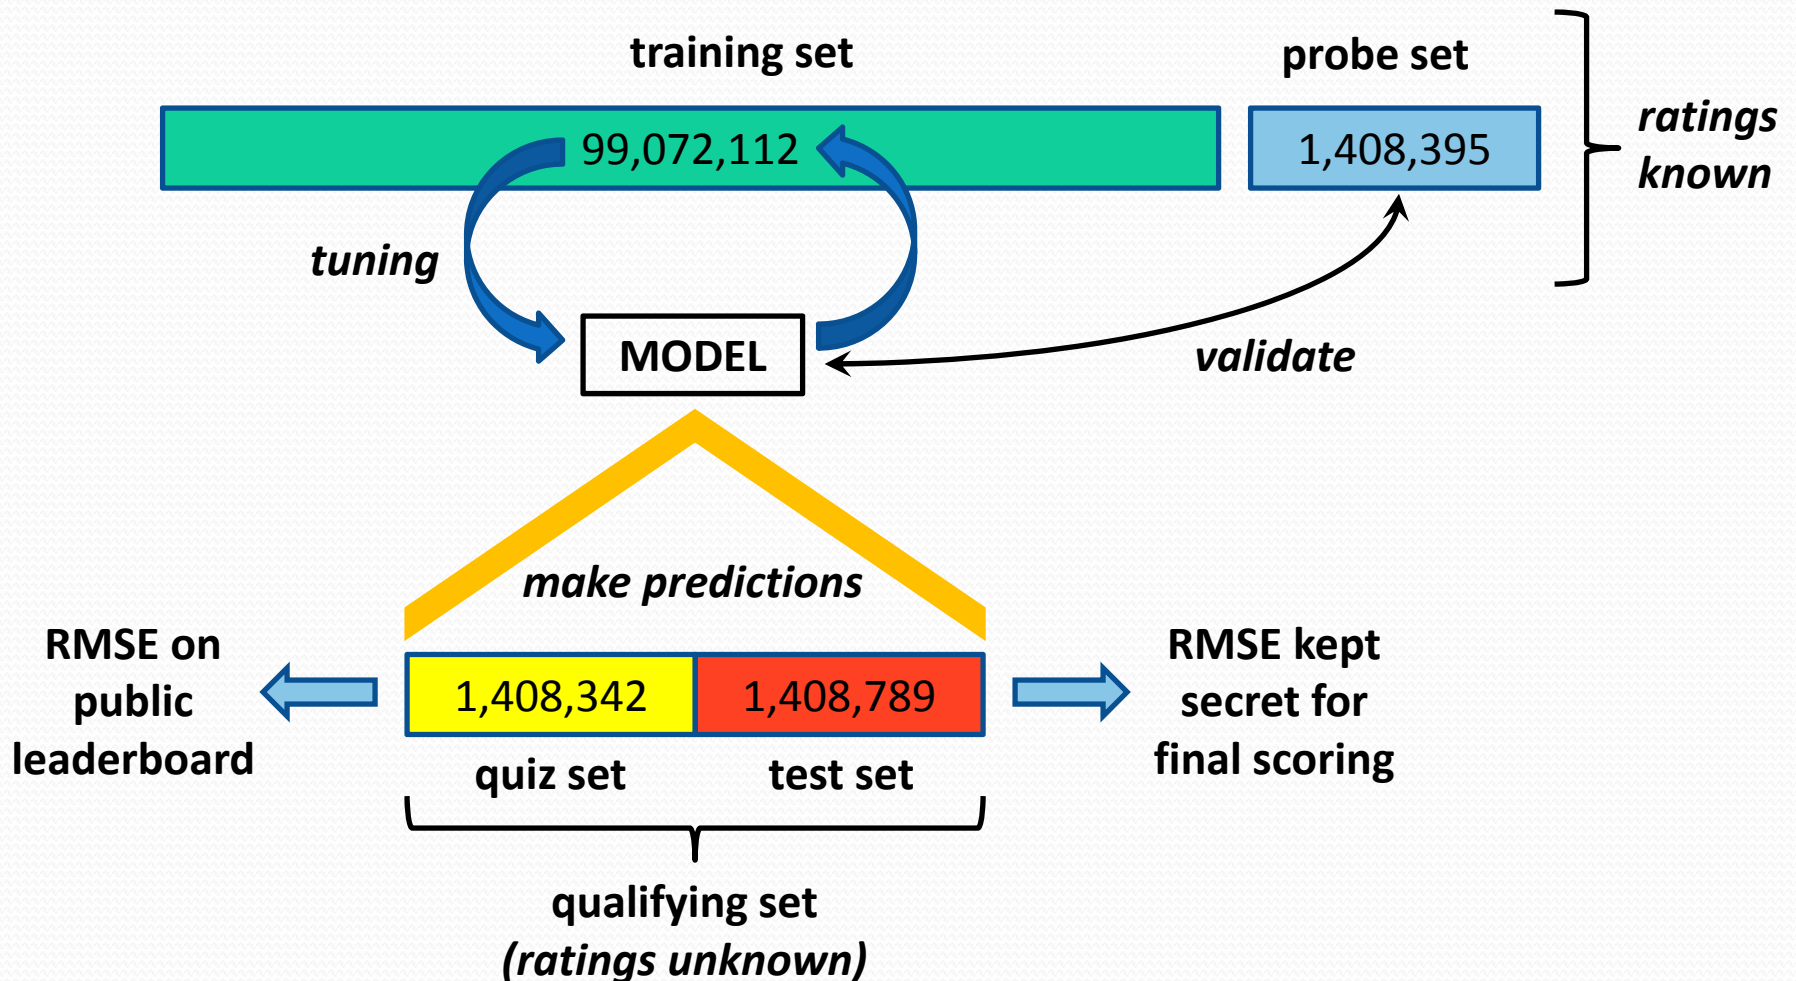 training set
probe set
99,072,112
1,408,395
ratings
known
tuning
MODEL
validate
make predictions
RMSE on
public
leaderboard
1,408,342
1,408,789
RMSE kept
secret for
final scoring
quiz set
test set
qualifying set
(ratings unknown)